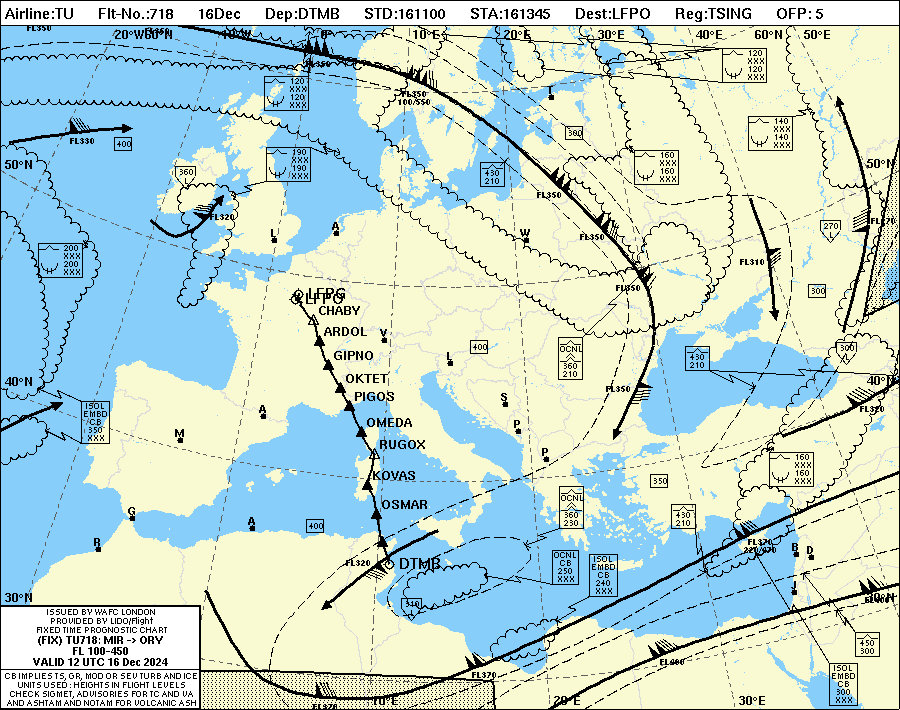 Airline:TU Flt-No.:718 16Dec Dep:DTMB STD:161100 STA:161345 Dest:LFPO Reg:TSING OFP: 5
FL350
20°W
10°W
0°
10°E
20°E
30°E
40°E
60°N
50°E
FL350
120
XXX
120
XXX
120
120
XXX
FL350
100/550
T
FL330
400
300
140
XXX
140
XXX
50°N
190
XXX
190
XXX
160
XXX
160
XXX
50°N
360
430
210
FL350
FL320
L
A
W
FL350
270
L
200
XXX
200
XXX
FL310
FL350
300
LFPG
LFPO
CHABY
ARDOL
V
GIPNO
400
L
OCNL
360
210
430
210
300
40°N
OKTET
40°N
PIGOS
S
FL350
FL320
ISOL
EMBD
CB
350
XXX
A
M
OMEDA
P
RUGOX
P
160
XXX
160
XXX
KOVAS
350
OCNL
360
230
OSMAR
G
A
400
430
210
R
FL370
220/470
B
D
FL320
DTMB
OCNL
CB
250
XXX
ISOL
EMBD
CB
240
XXX
J
30°N
30°N
510
ISSUED BY WAFC LONDON
PROVIDED BY LIDO/Flight
FIXED TIME PROGNOSTIC CHART
(FIX) TU718: MIR -> ORY
FL 100-450
VALID 12 UTC 16 Dec 2024
CB IMPLIES TS, GR, MOD OR SEV TURB AND ICE
UNITS USED : HEIGHTS IN FLIGHT LEVELS
CHECK SIGMET, ADVISORIES FOR TC AND VA
AND ASHTAM AND NOTAM FOR VOLCANIC ASH
450
300
FL400
FL370
ISOL
EMBD
CB
300
XXX
FL370
10°E
20°E
30°E